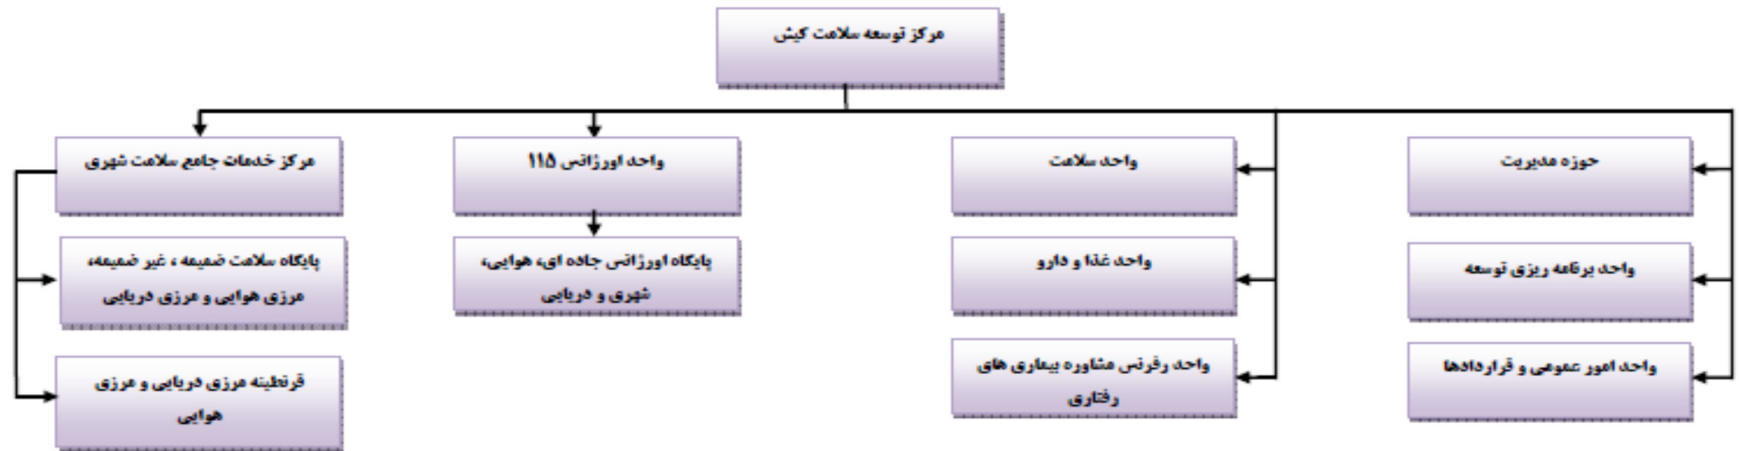 مرکز توسعه سلامت کیش
حوزه مدیریت
واحد برنامه ریزی توسعه
واحد امور عمومی و قراردادها
واحد سلامت
واحد غذا و دارو
واحد رفرنس مشاوره بیماری های
رفتاری
واحد اورژانس ۱۱۵
پایگاه اورژانس جاده ای، هوایی،
شهری و دریایی
مرکز خدمات جامع سلامت شهری
پایگاه سلامت ضمیمه ، غیر ضمیمه،
مرزی هوایی و مرزی دریایی
قرنطینه مرزی دریایی و مرزی
هوایی